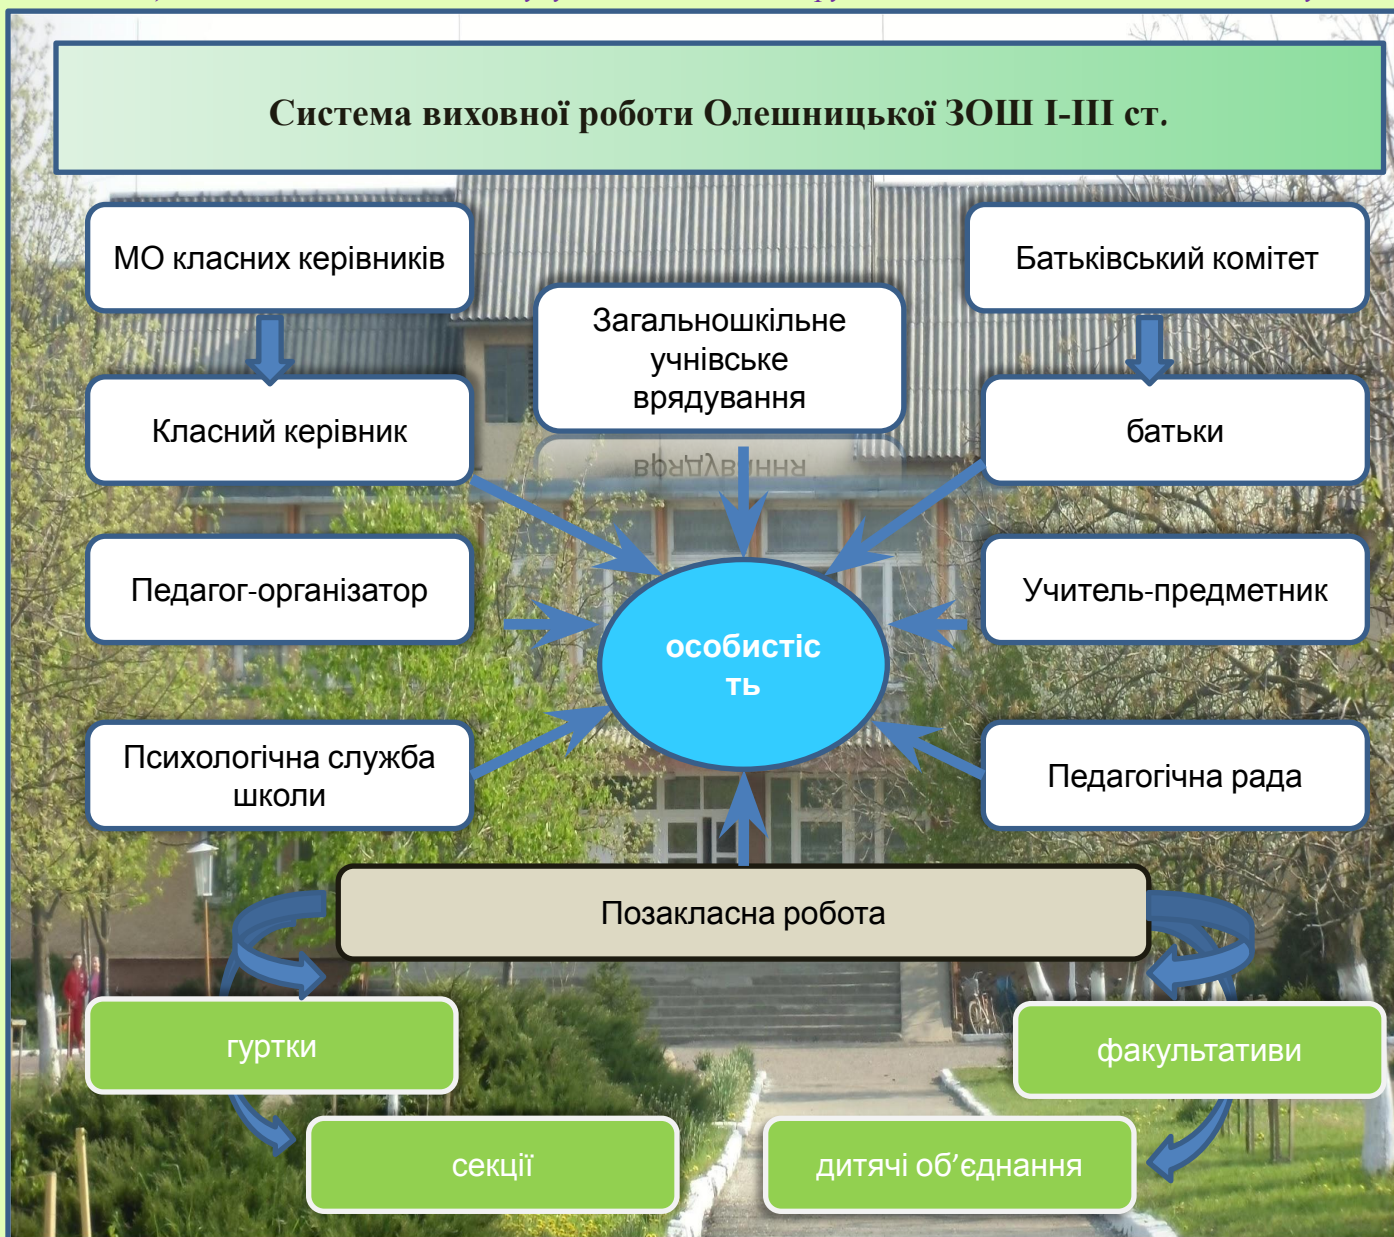 Система виховної роботи Олешницької ЗОШ І-ІІІ ст.
МО класних керівників
Батьківський комітет
Загальношкільне
учнівське
врядування
Класний керівник
батьки
врядування
Педагог-організатор
Учитель-предметник
особистіс
ть
Психологічна служба
школи
Педагогічна рада
Позакласна робота
гуртки
факультативи
секції
дитячі об’єднання